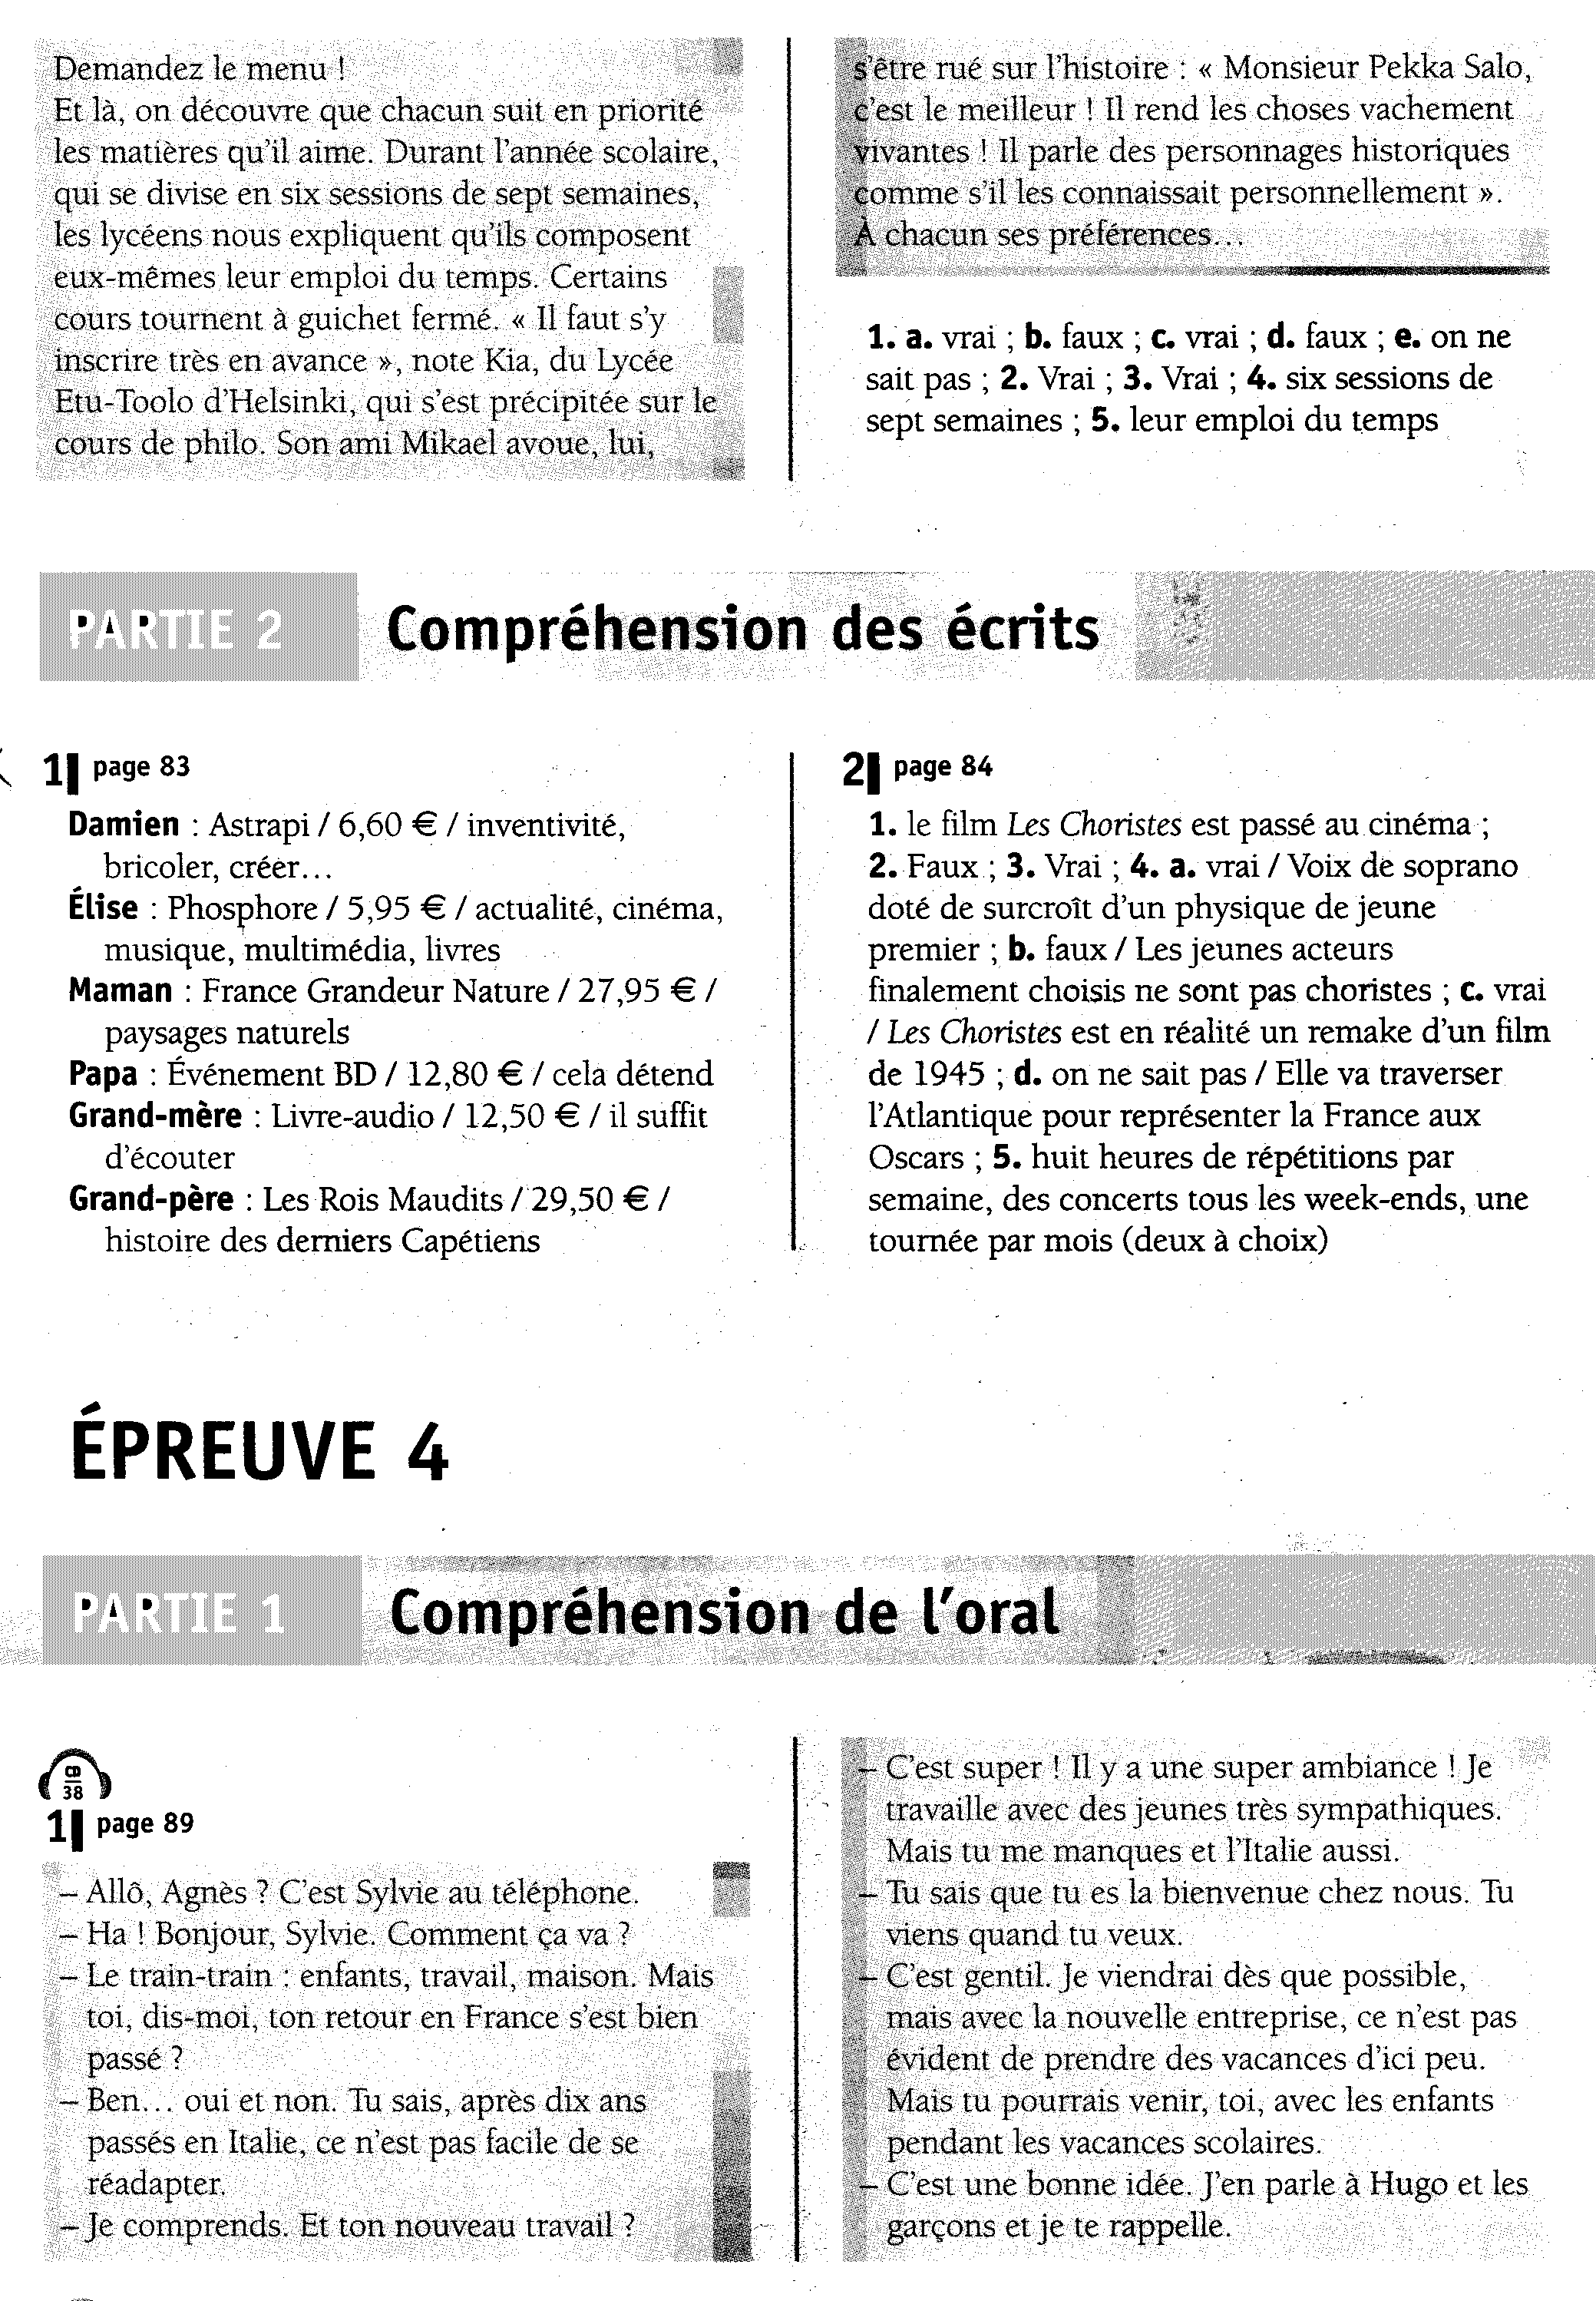 Demandez le menu !
Et là, on découvre que chacun suit en priorité
les matières qu'il aime. Durant l'année scolaire,
qui se divise en six sessions de sept semaines,
les lycéens nous expliquent qu'ils composent
eux-mêmes leur emploi du temps. Certains
cours tournent à guichet fermé. « Il faut s'y
inscrire très en avance », note Kia, du Lycée
Etu-Toolo d'Helsinki, qui s'est précipitée sur le
cours de philo. Son ami Mikael avoue, lui,
s'être rué sur l'histoire : « Monsieur Pekka Salo,
c'est le meilleur ! Il rend les choses vachement
vivantes ! Il parle des personnages historiques
comme s'il les connaissait personnellement ».
À chacun ses préférences...
1. a. vrai ; b. faux ; c. vrai ; d. faux ; e. on ne
sait pas ; 2. Vrai ; 3. Vrai ; 4. six sessions de
sept semaines ; 5. leur emploi du temps
PARTIE 2 Compréhension des écrits
1 page 83
Damien : Astrapi / 6,60 € / inventivité,
bricoler, créer...
Élise : Phosphore / 5,95 € / actualité, cinéma,
musique, multimédia, livres
Maman : France Grandeur Nature / 27,95 € /
paysages naturels
Papa : Événement BD / 12,80 € / cela détend
Grand-mère : Livre-audio / 12,50 € / il suffit
d'écouter
Grand-père : Les Rois Maudits / 29,50 € /
histoire des derniers Capétiens
2 page 84
1. le film Les Choristes est passé au cinéma ;
2. Faux ; 3. Vrai ; 4. a. vrai / Voix de soprano
doté de surcroît d'un physique de jeune
premier ; b. faux / Les jeunes acteurs
finalement choisis ne sont pas choristes ; c. vrai
/ Les Choristes est en réalité un remake d'un film
de 1945 ; d. on ne sait pas / Elle va traverser
l'Atlantique pour représenter la France aux
Oscars ; 5. huit heures de répétitions par
semaine, des concerts tous les week-ends, une
tournée par mois (deux à choix)
ÉPREUVE 4
PARTIE 1 Compréhension de l'oral
CD
38
1 page 89
– Allô, Agnès ? C'est Sylvie au téléphone.
– Ha ! Bonjour, Sylvie. Comment ça va ?
– Le train-train : enfants, travail, maison. Mais
toi, dis-moi, ton retour en France s'est bien
passé ?
– Ben... oui et non. Tu sais, après dix ans
passés en Italie, ce n'est pas facile de se
réadapter.
– Je comprends. Et ton nouveau travail ?
– C'est super ! Il y a une super ambiance ! Je
travaille avec des jeunes très sympathiques.
Mais tu me manques et l'Italie aussi.
– Tu sais que tu es la bienvenue chez nous. Tu
viens quand tu veux.
– C'est gentil. Je viendrai dès que possible,
mais avec la nouvelle entreprise, ce n'est pas
évident de prendre des vacances d'ici peu.
Mais tu pourrais venir, toi, avec les enfants
pendant les vacances scolaires.
– C'est une bonne idée. J'en parle à Hugo et les
garçons et je te rappelle.